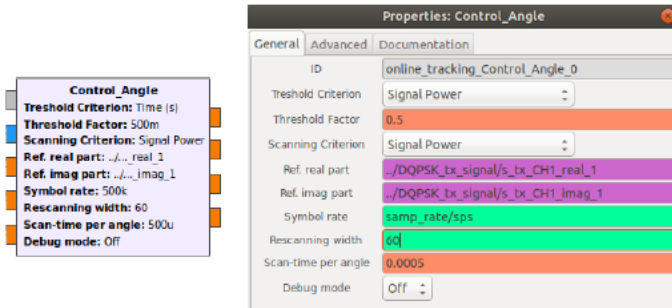 Control_Angle
Treshold Criterion: Time (s)
Threshold Factor: 500m
Scanning Criterion: Signal Power
Ref. real part: ../..._real_1
Ref. imag part: ../..._imag_1
Symbol rate: 500k
Rescanning width: 60
Scan-time per angle: 500u
Debug mode: Off
Properties: Control_Angle
General Advanced Documentation
ID online_tracking_Control_Angle_0
Treshold Criterion Signal Power
Threshold Factor 0.5
Scanning Criterion Signal Power
Ref. real part ../DQPSK_tx_signal/s_tx_CH1_real_1
Ref. imag part ../DQPSK_tx_signal/s_tx_CH1_imag_1
Symbol rate samp_rate/sps
Rescanning width 60
Scan-time per angle 0.0005
Debug mode Off